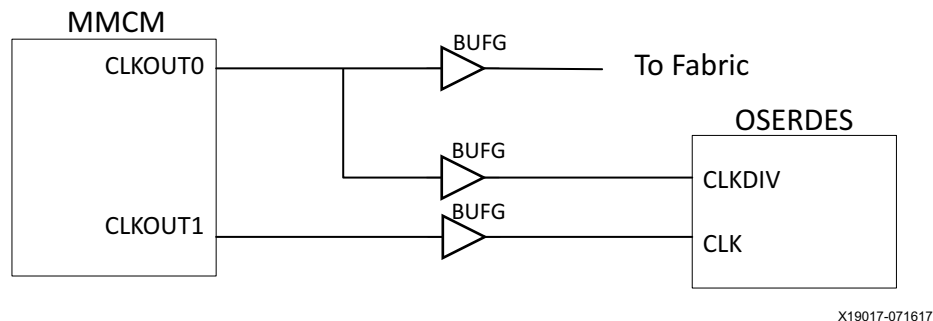 MMCM
CLKOUT0
BUFG
To Fabric
OSERDES
BUFG
CLKDIV
CLKOUT1
BUFG
CLK
X19017-071617